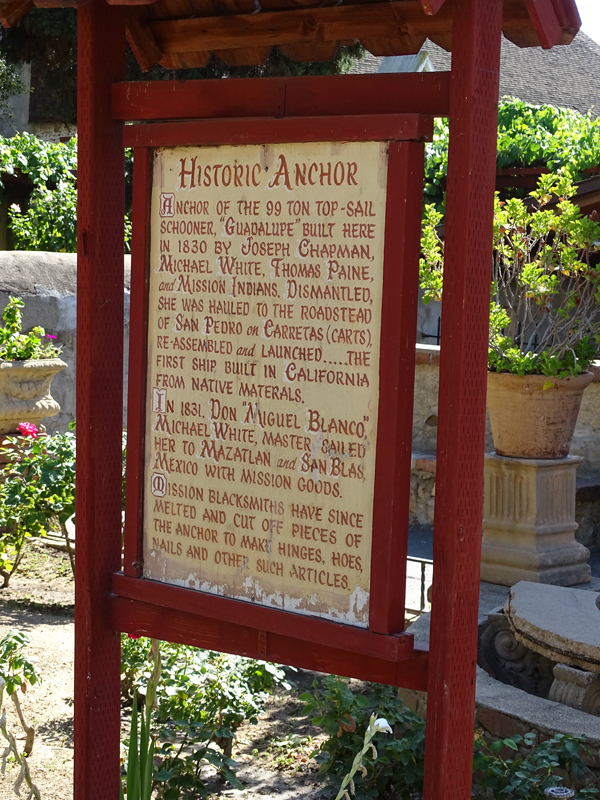 Historic Anchor
Anchor of the 99 ton top-sail
schooner, "Guadalupe" built here
in 1830 by Joseph Chapman,
Michael White, Thomas Paine,
and Mission Indians. Dismantled,
she was hauled to the roadstead
of San Pedro on Carretas (carts),
re-assembled and launched.....the
first ship built in California
from native materals.
In 1831, Don "Miguel Blanco,"
Michael White, master sailed
her to Mazatlan and San Blas,
Mexico with mission goods.
Mission blacksmiths have since
melted and cut off pieces of
the anchor to make hinges, hoes,
nails and other such articles.